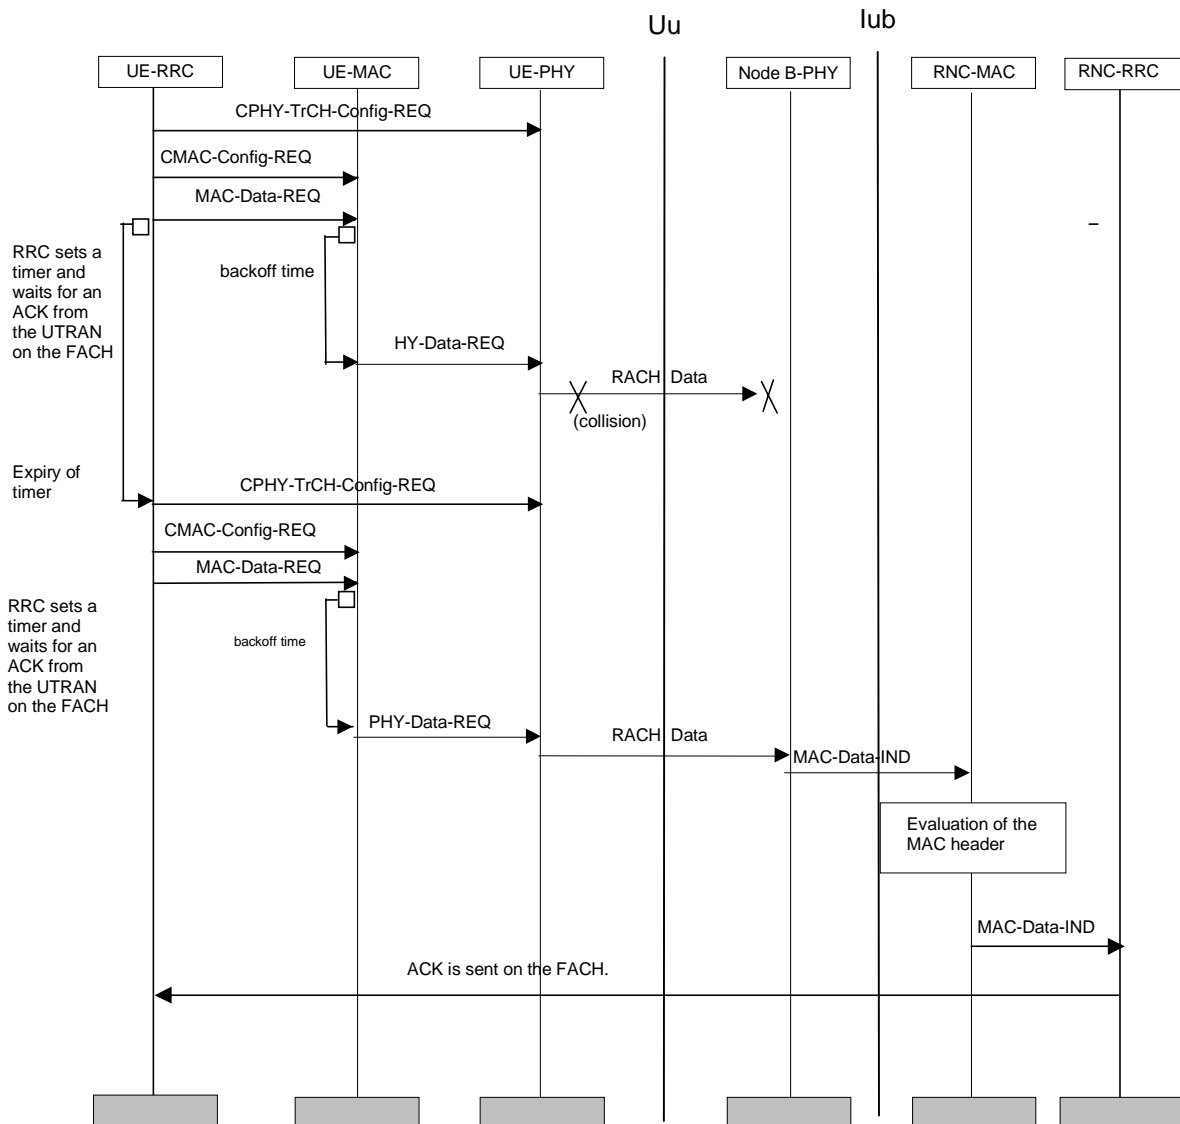 Uu
Iub
UE-RRC
UE-MAC
UE-PHY
Node B-PHY
RNC-MAC
RNC-RRC
CPHY-TrCH-Config-REQ
CMAC-Config-REQ
MAC-Data-REQ
RRC sets a
timer and
waits for an
ACK from
the UTRAN
on the FACH
backoff time
HY-Data-REQ
RACH Data
(collision)
Expiry of
timer
CPHY-TrCH-Config-REQ
CMAC-Config-REQ
MAC-Data-REQ
RRC sets a
timer and
waits for an
ACK from
the UTRAN
on the FACH
backoff time
PHY-Data-REQ
RACH Data
MAC-Data-IND
Evaluation of the
MAC header
MAC-Data-IND
ACK is sent on the FACH.